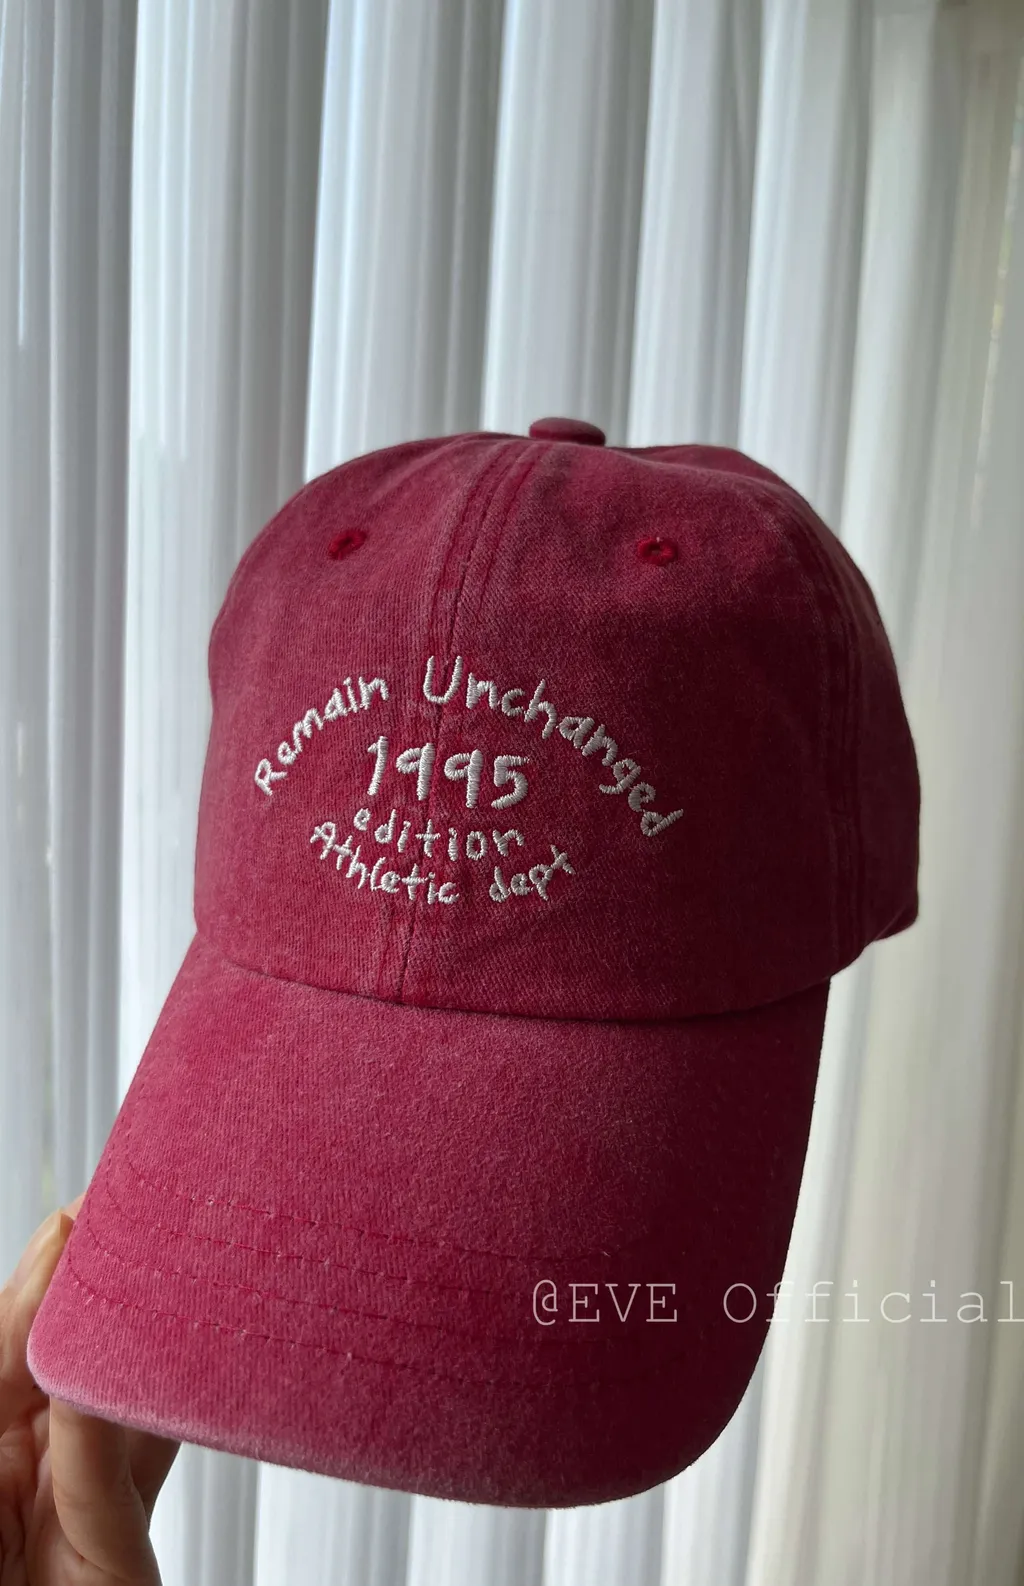 Remain Unchanged
1995
edition
Athletic dept
@EVE Official